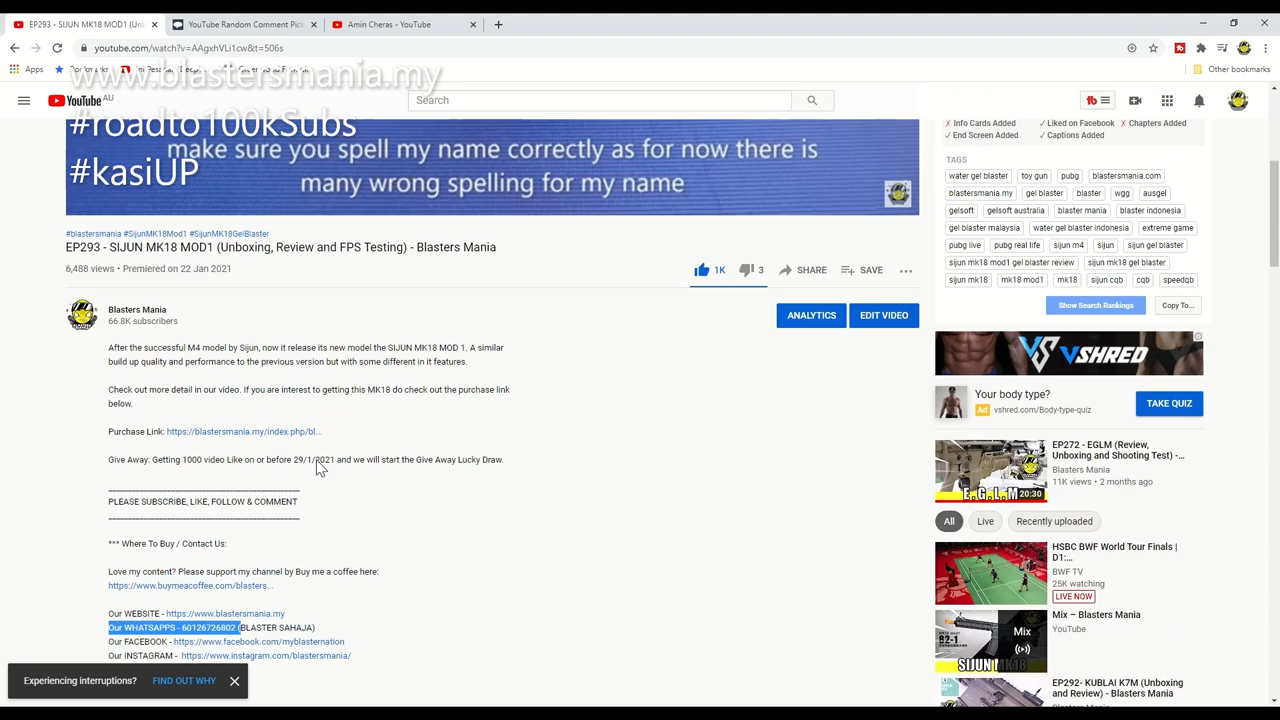 EP293 - SIJUN MK18 MOD1 (Unb
YouTube Random Comment Pick
Amin Cheras - YouTube
youtube.com/watch?v=AAgxhVLi1cw&t=506s
Apps
Other bookmarks
www.blastersmania.my
YouTube AU
Search
#roadto100kSubs
#kasiUP
make sure you spell my name correctly as for now there is
many wrong spelling for my name
#blastersmania #SijunMK18Mod1 #SijunMK18GelBlaster
EP293 - SIJUN MK18 MOD1 (Unboxing, Review and FPS Testing) - Blasters Mania
6,488 views • Premiered on 22 Jan 2021
1K
3
SHARE
SAVE
Blasters Mania
66.8K subscribers
ANALYTICS
EDIT VIDEO
After the successful M4 model by Sijun, now it release its new model the SIJUN MK18 MOD 1. A similar
build up quality and performance to the previous version but with some different in it features.
Check out more detail in our video. If you are interest to getting this MK18 do check out the purchase link
below.
Purchase Link: https://blastersmania.my/index.php/bl...
Give Away: Getting 1000 video Like on or before 29/1/2021 and we will start the Give Away Lucky Draw.
PLEASE SUBSCRIBE, LIKE, FOLLOW & COMMENT
*** Where To Buy / Contact Us:
Love my content? Please support my channel by Buy me a coffee here:
https://www.buymeacoffee.com/blasters...
Our WEBSITE - https://www.blastersmania.my
Our WHATSAPPS - 60126726802 (BLASTER SAHAJA)
Our FACEBOOK - https://www.facebook.com/myblasternation
Our INSTAGRAM - https://www.instagram.com/blastersmania/
Experiencing interruptions?
FIND OUT WHY
✗ Info Cards Added ✓ Liked on Facebook ✗ Chapters Added
✓ End Screen Added ✓ Captions Added
TAGS
water gel blaster toy gun pubg blastersmania.com
blastersmania.my gel blaster blaster wgg ausgel
gelsoft gelsoft australia blaster mania blaster indonesia
gel blaster malaysia water gel blaster indonesia extreme game
pubg live pubg real life sijun m4 sijun sijun gel blaster
sijun mk18 mod1 gel blaster review sijun mk18 gel blaster
sijun mk18 mk18 mod1 mk18 sijun cqb cqb speedqb
Show Search Rankings
Copy To...
VSHRED
Your body type?
Ad vshred.com/Body-type-quiz
TAKE QUIZ
E.G.L.M
20:30
EP272 - EGLM (Review,
Unboxing and Shooting Test) -...
Blasters Mania
11K views • 2 months ago
All
Live
Recently uploaded
HSBC BWF World Tour Finals |
D1:...
BWF TV
25K watching
LIVE NOW
SIJUN MK18
Mix
Mix – Blasters Mania
YouTube
EP292- KUBLAI K7M (Unboxing
and Review) - Blasters Mania